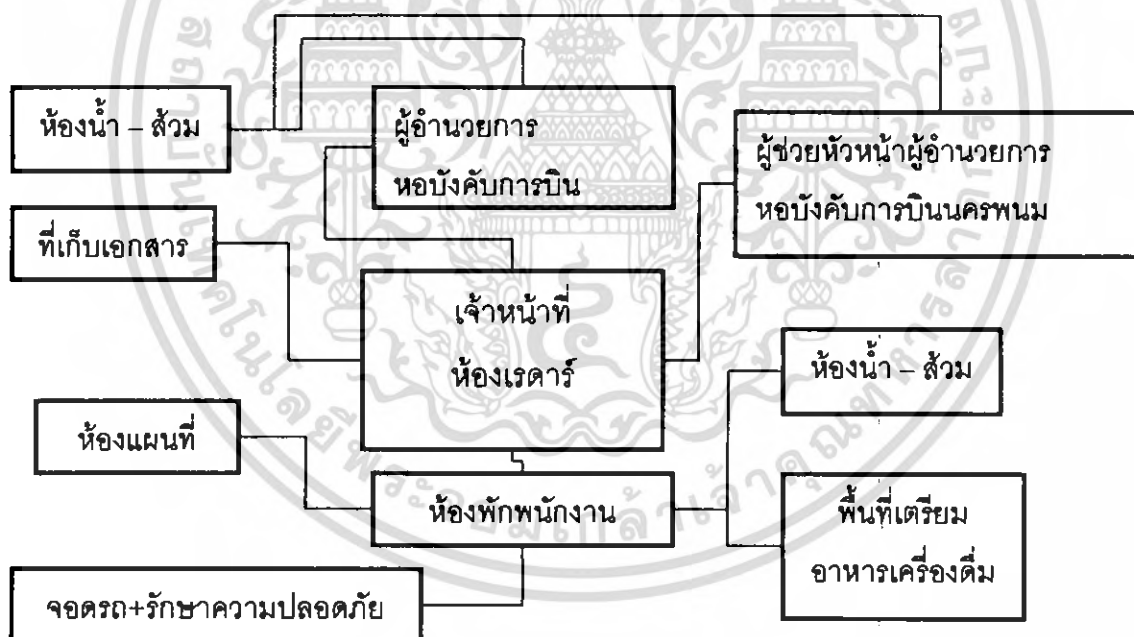 ห้องน้ำ – ส้วม
ผู้อำนวยการ
หอบังคับการบิน
ผู้ช่วยหัวหน้าผู้อำนวยการ
หอบังคับการบินนครพนม
ที่เก็บเอกสาร
เจ้าหน้าที่
ห้องเรดาร์
ห้องน้ำ – ส้วม
ห้องแผนที่
ห้องพักพนักงาน
พื้นที่เตรียม
อาหารเครื่องดื่ม
จอดรถ+รักษาความปลอดภัย